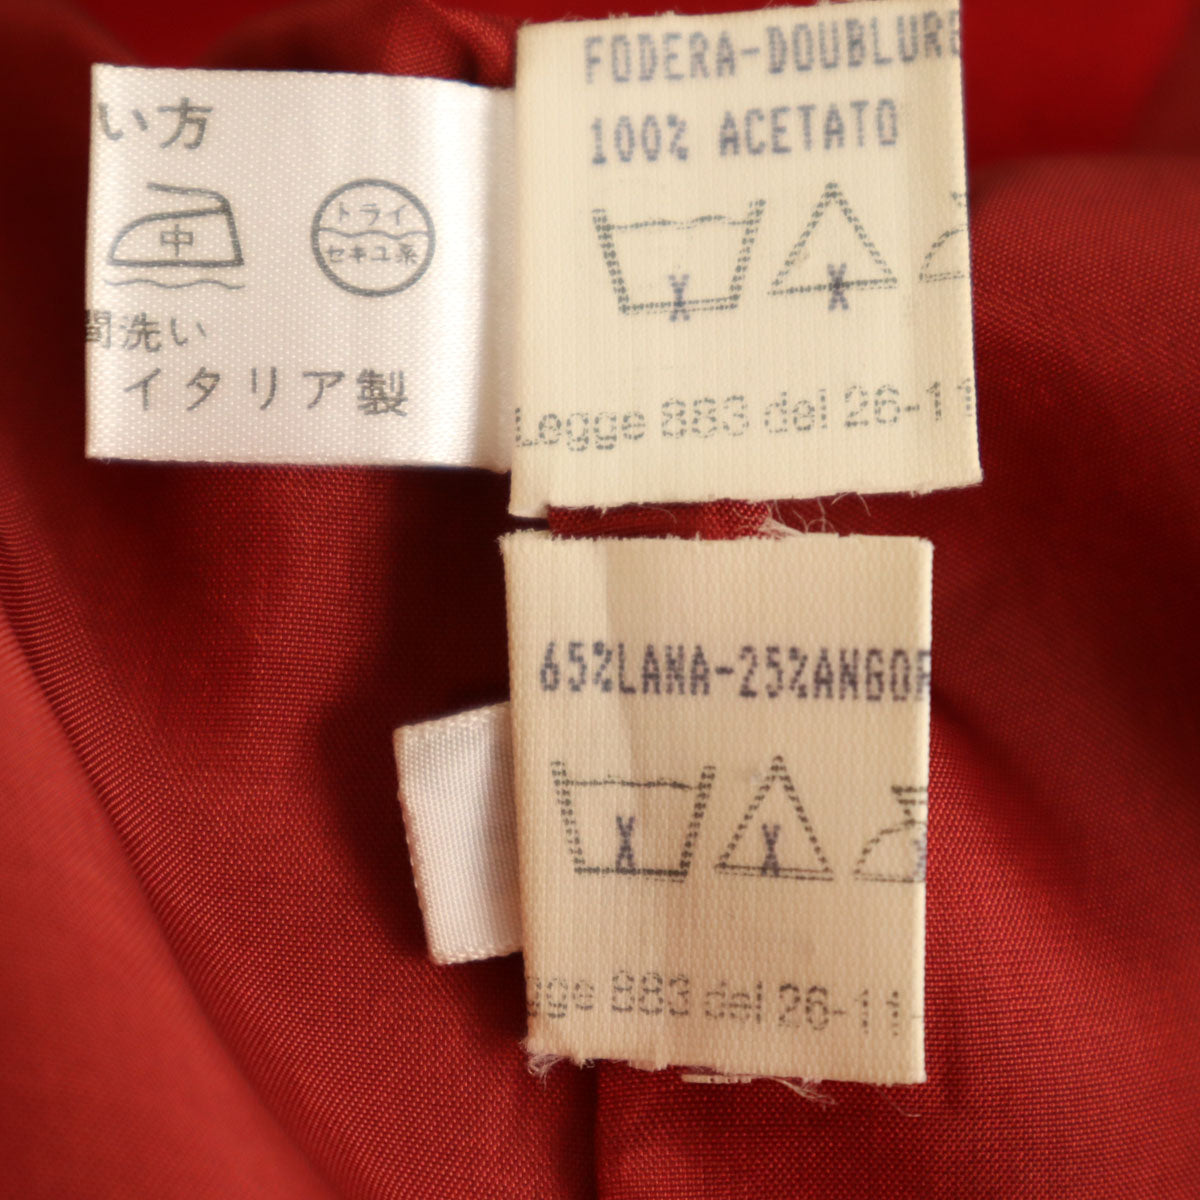 い方
中
トライ
セキユ系
洗い
イタリア製
FODERA-DOUBLURE
100% ACETATO
X X
Legge 883 del 26-11
65%LANA-25%ANGOR
X X
gge 883 del 26-11-